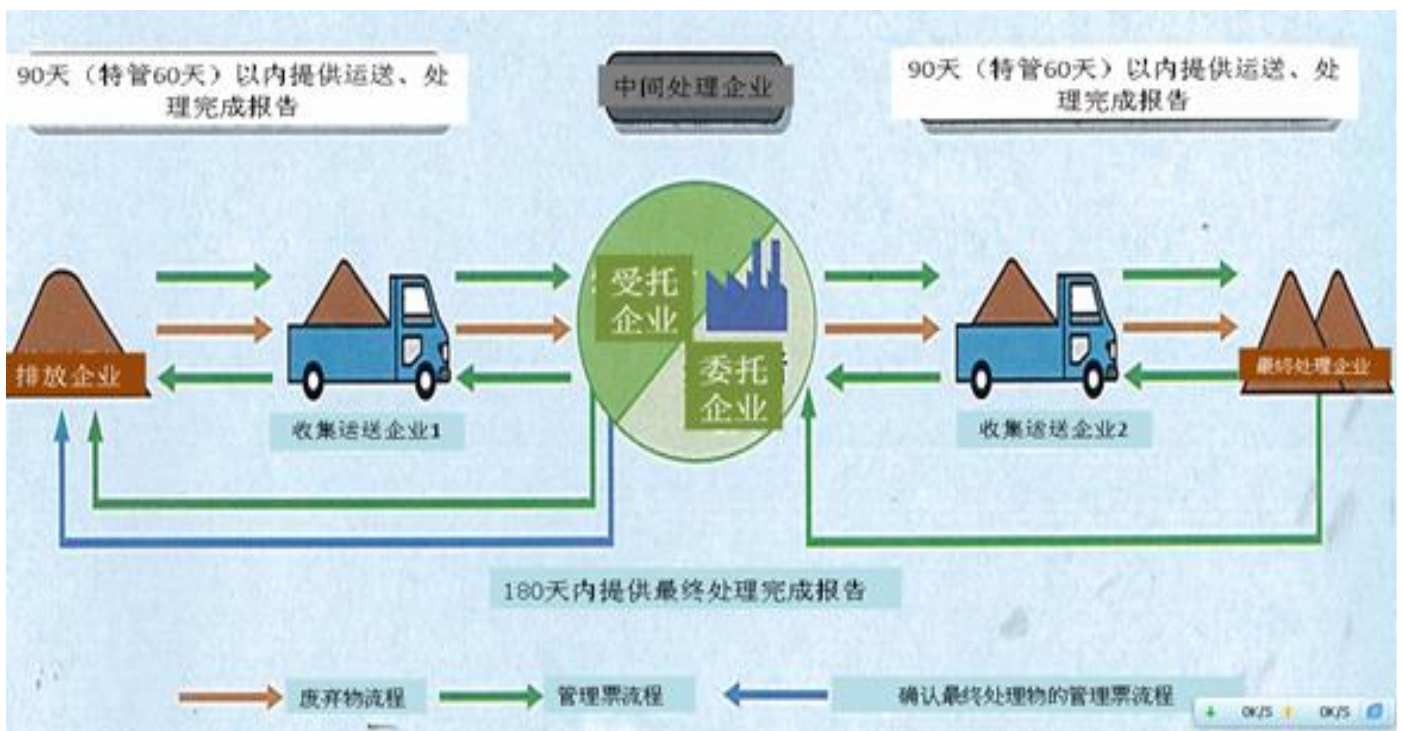 90天（特管60天）以内提供运送、处
理完成报告
中间处理企业
90天（特管60天）以内提供运送、处
理完成报告
受托
企业
委托
企业
排放企业
最终处理企业
收集运送企业1
收集运送企业2
180天内提供最终处理完成报告
废弃物流程
管理票流程
确认最终处理物的管理票流程
0K/S
0K/S